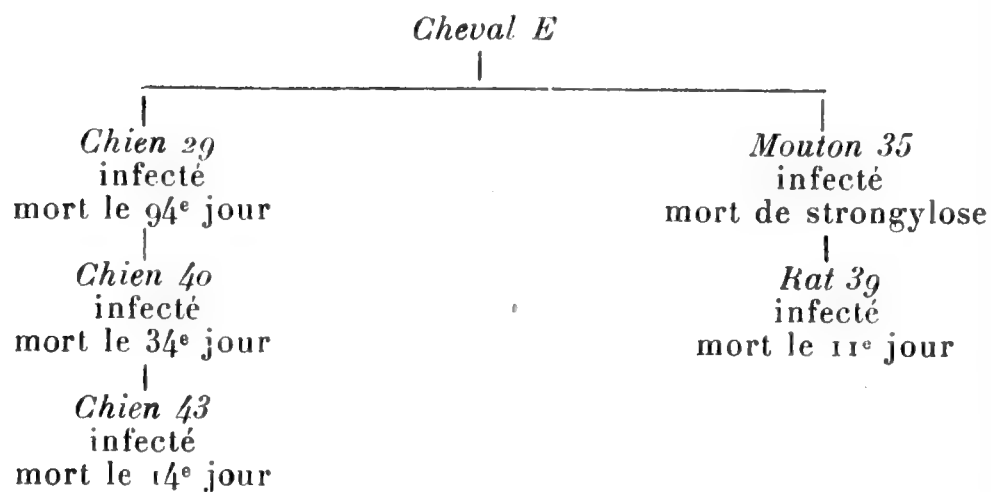 Cheval E
Chien 29
infecté
mort le 94e jour
Chien 40
infecté
mort le 34e jour
Chien 43
infecté
mort le 14e jour
Mouton 35
infecté
mort de strongylose
Rat 39
infecté
mort le 11e jour